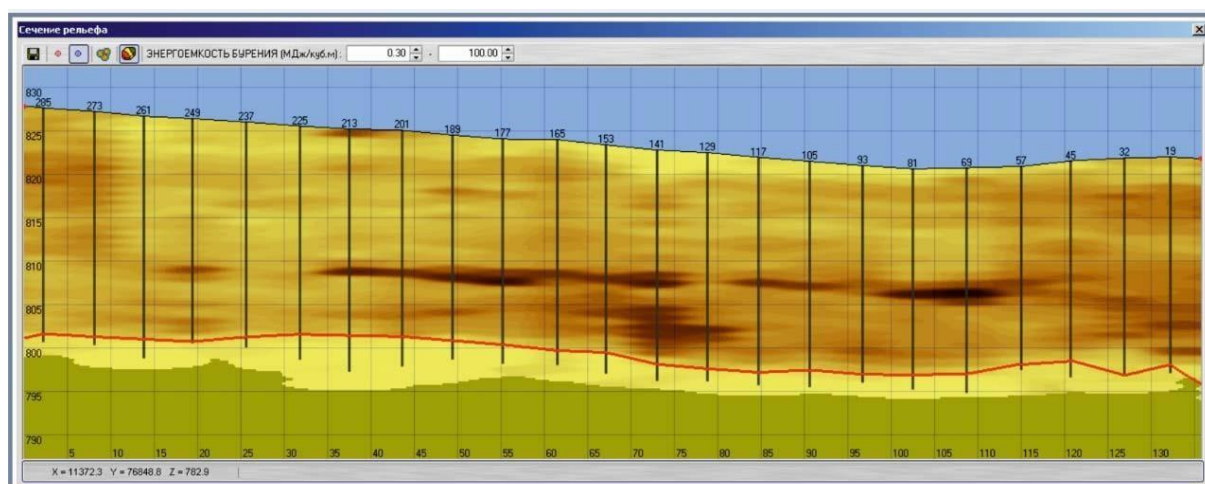 Сечение рельефа
ЭНЕРГОЕМКОСТЬ БУРЕНИЯ (МДж/куб.м) : 0.30 - 100.00
830
285 273 261 249 237 225 213 201 189 177 165 153 141 129 117 105 93 81 69 57 45 32 19
825
820
815
810
805
800
795
790
5 10 15 20 25 30 35 40 45 50 55 60 65 70 75 80 85 90 95 100 105 110 115 120 125 130
X = 11372.3 Y = 76848.8 Z = 782.9